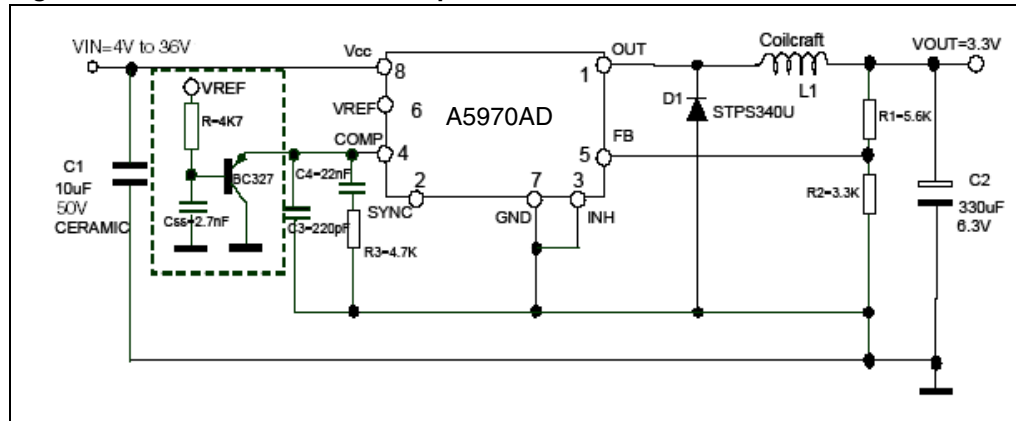 VIN=4V to 36V
Vcc
8
OUT
1
Coilcraft
L1
VOUT=3.3V
VREF
R=4K7
VREF
6
A5970AD
D1
STPS340U
R1=5.6K
COMP
4
FB
5
C1
10uF
50V
CERAMIC
BC327
C4=22nF
2
SYNC
7
GND
3
INH
R2=3.3K
C2
330uF
6.3V
Css=2.7nF
C3=220pF
R3=4.7K